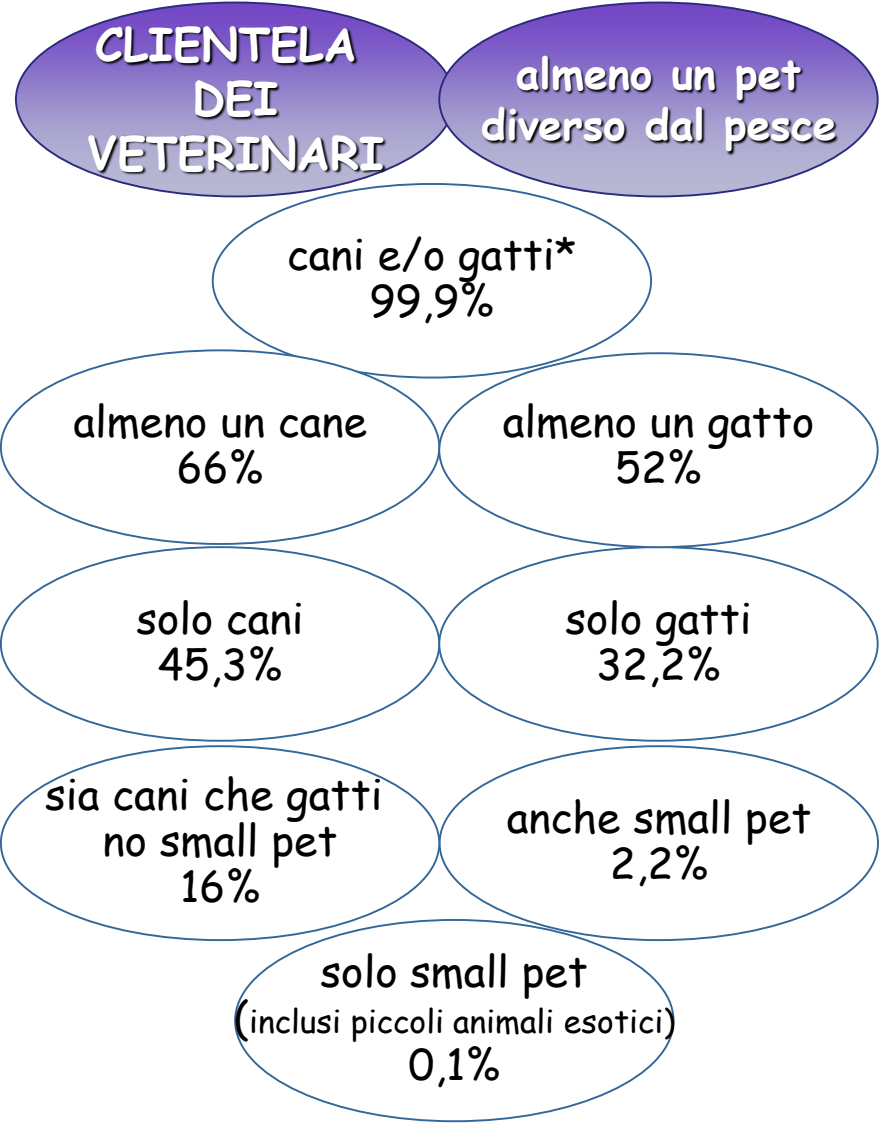 CLIENTELA
DEI
VETERINARI
almeno un pet
diverso dal pesce
cani e/o gatti*
99,9%
almeno un cane
66%
almeno un gatto
52%
solo cani
45,3%
solo gatti
32,2%
sia cani che gatti
no small pet
16%
anche small pet
2,2%
solo small pet
(inclusi piccoli animali esotici)
0,1%